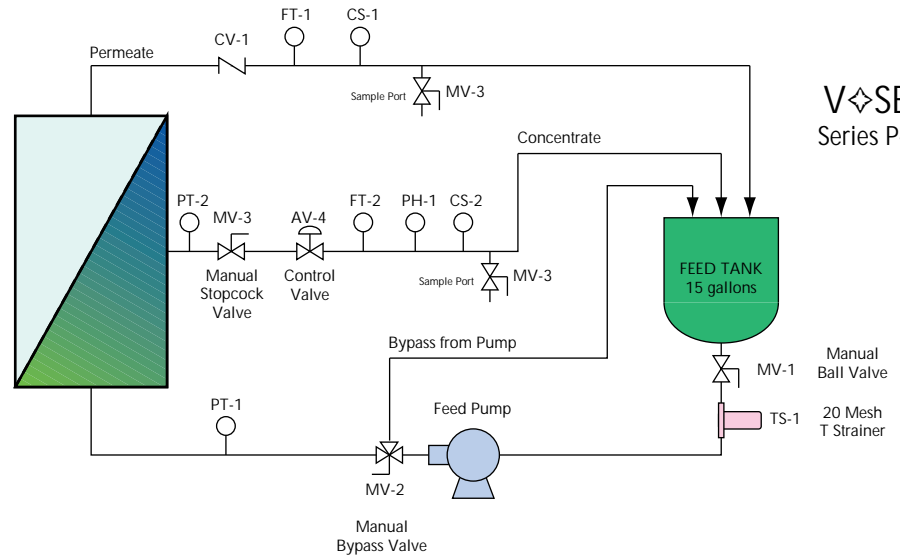 FT-1
CS-1
CV-1
Permeate
Sample Port
MV-3
V✧SE
Series P
Concentrate
PT-2
MV-3
AV-4
FT-2
PH-1
CS-2
Manual
Stopcock
Valve
Control
Valve
Sample Port
MV-3
FEED TANK
15 gallons
Bypass from Pump
MV-1
Manual
Ball Valve
PT-1
Feed Pump
TS-1
20 Mesh
T Strainer
MV-2
Manual
Bypass Valve